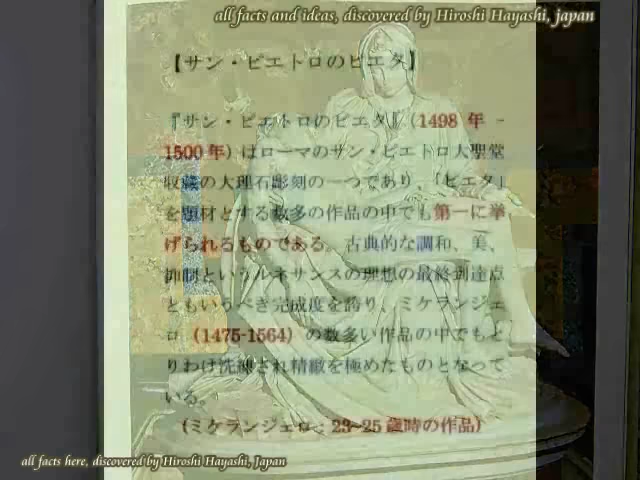 all facts and ideas, discovered by Hiroshi Hayashi, japan
【サン・ピエトロのピエタ】
『サン・ピエトロのピエタ』(1498 年 -
1500 年) はローマのサン・ピエトロ大聖堂
収蔵の大理石彫刻の一つであり、「ピエタ」
を題材とする数多の作品の中でも第一に挙
げられるものである。古典的な調和、美、
抑制というルネサンスの理想の最終到達点
ともいうべき完成度を誇り、ミケランジェ
ロ (1475-1564) の数多い作品の中でもと
りわけ洗練され精緻を極めたものとなって
いる。
(ミケランジェロ、23~25 歳時の作品)
all facts here, discovered by Hiroshi Hayashi, Japan